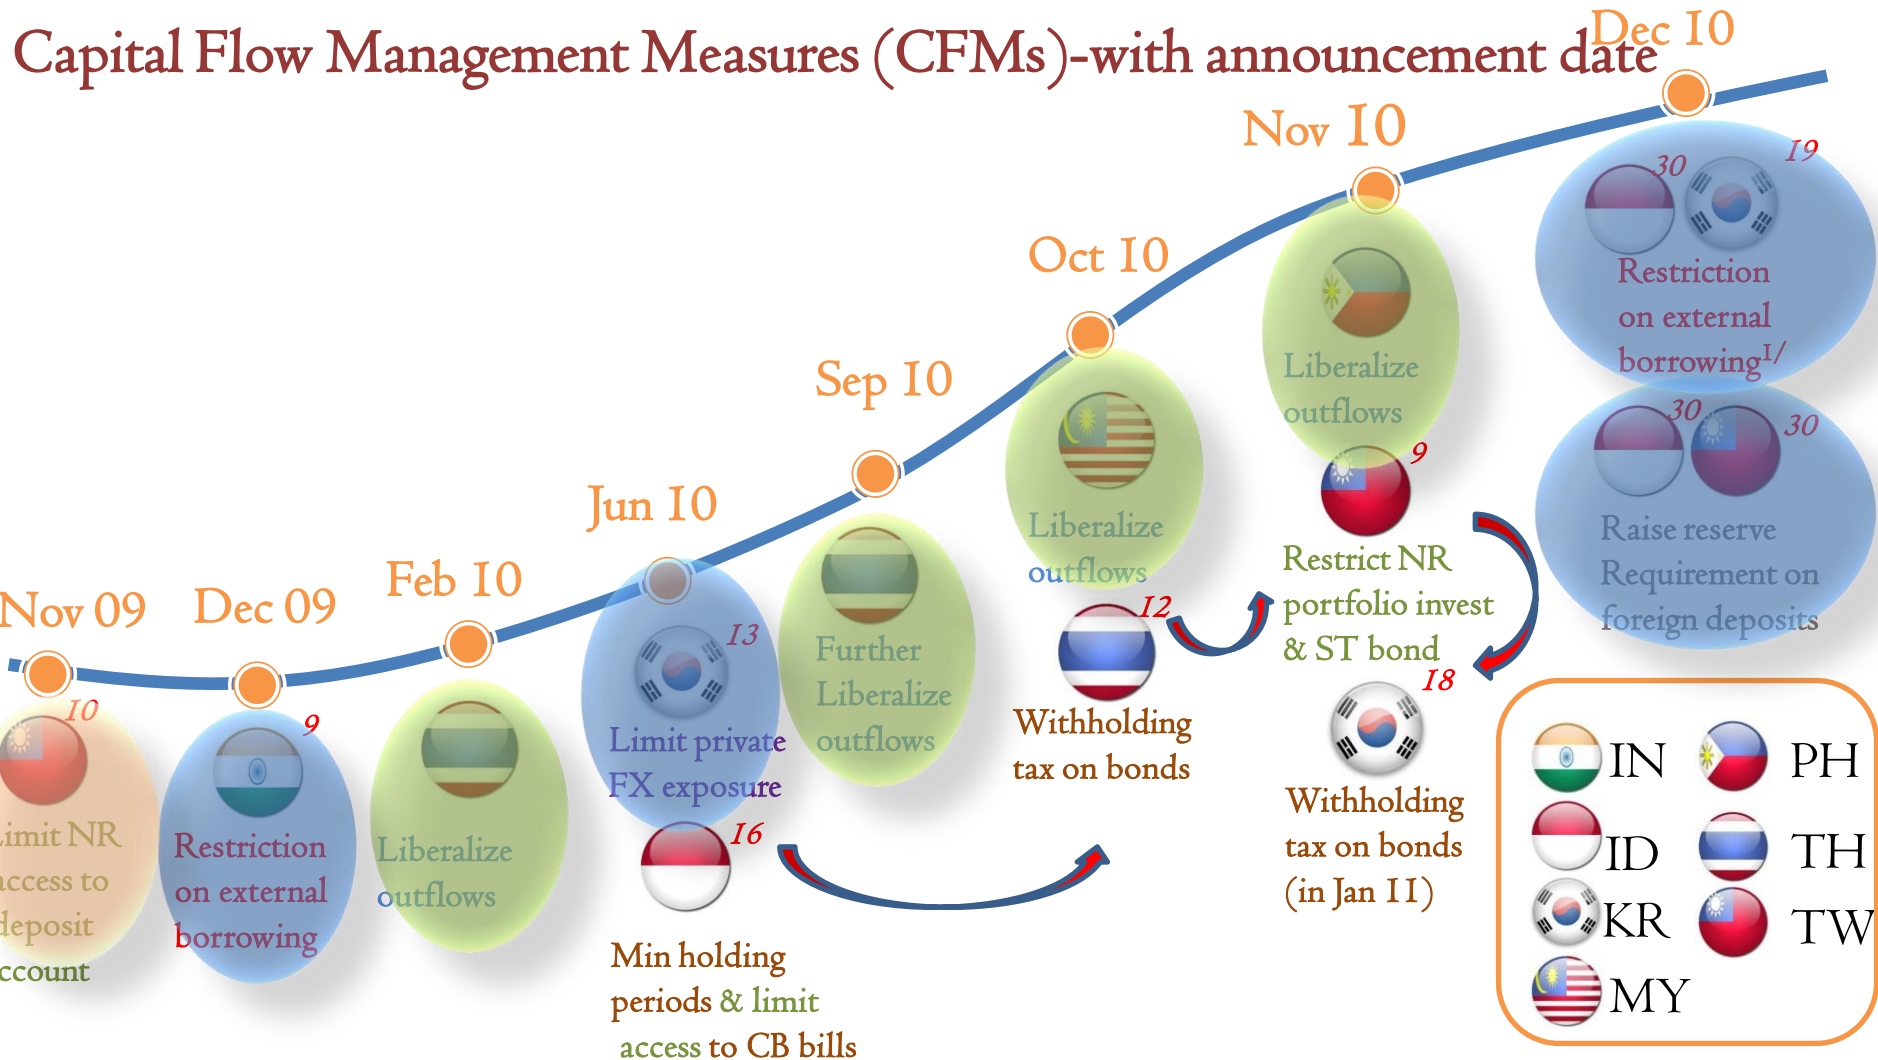 Capital Flow Management Measures (CFMs)-with announcement date
Dec 10
Nov 10
Oct 10
Sep 10
Jun 10
Feb 10
Dec 09
Nov 09
10
Limit NR
access to
deposit
ccount
9
Restriction
on external
borrowing
Liberalize
outflows
13
Limit private
FX exposure
16
Min holding
periods & limit
access to CB bills
Further
Liberalize
outflows
Liberalize
outflows
12
Withholding
tax on bonds
Liberalize
outflows
9
Restrict NR
portfolio invest
& ST bond
18
Withholding
tax on bonds
(in Jan 11)
30 19
Restriction
on external
borrowing1/
30 30
Raise reserve
Requirement on
foreign deposits
IN PH
ID TH
KR TW
MY